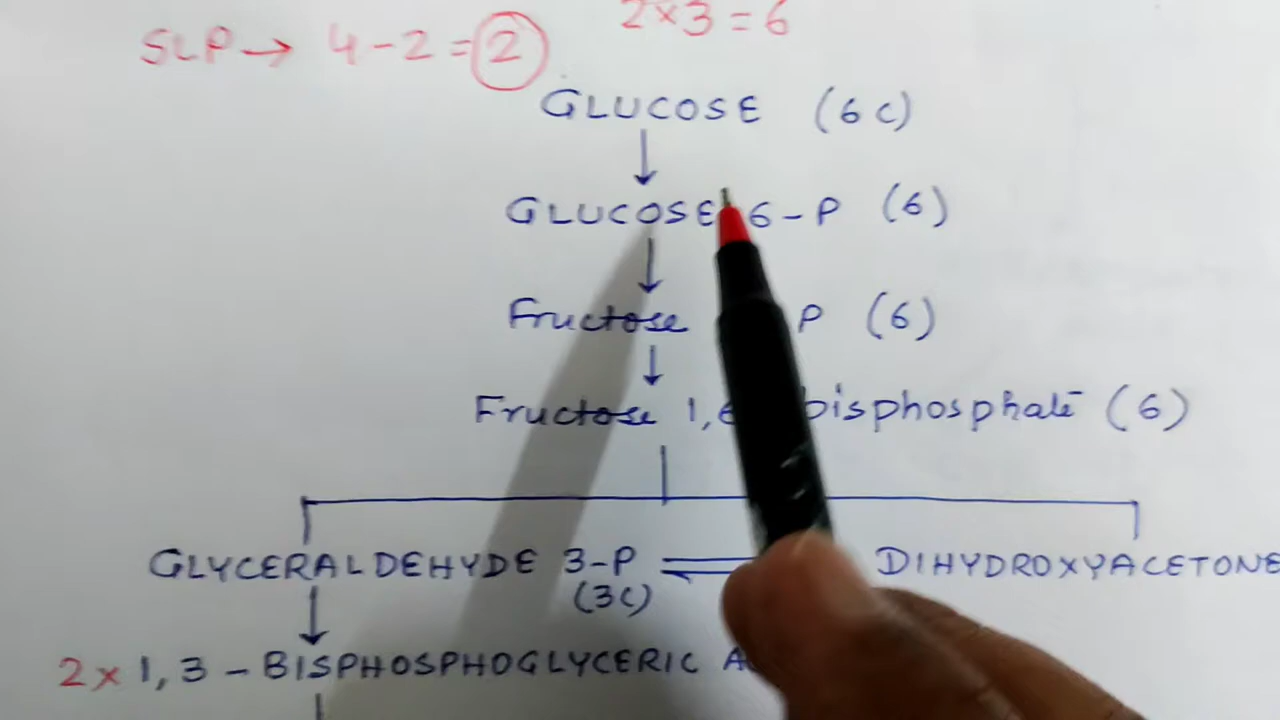 2×3=6
SLP → 4-2=2
GLUCOSE (6C)
GLUCOSE 6-P (6)
Fructose P (6)
Fructose 1,6 bisphosphate (6)
GLYCERALDEHYDE 3-P DIHYDROXYACETONE
(3C)
2× 1,3-BISPHOSPHOGLYCERIC